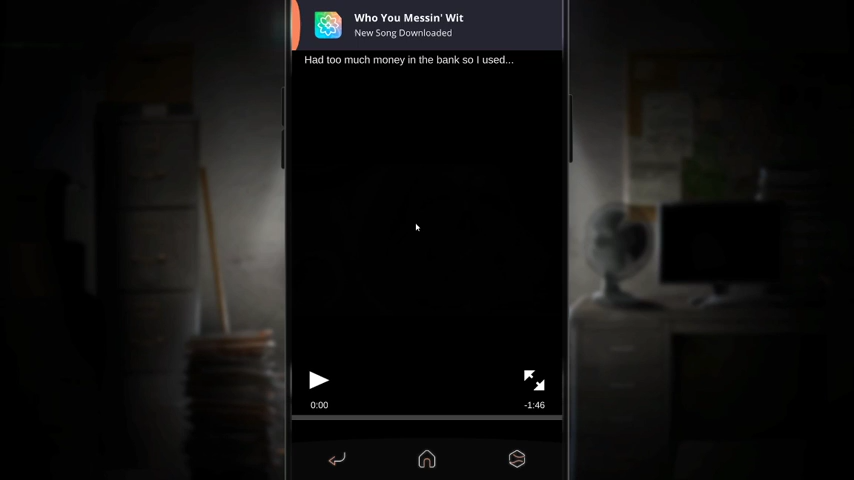 Who You Messin' Wit
New Song Downloaded
Had too much money in the bank so I used...
0:00
-1:46